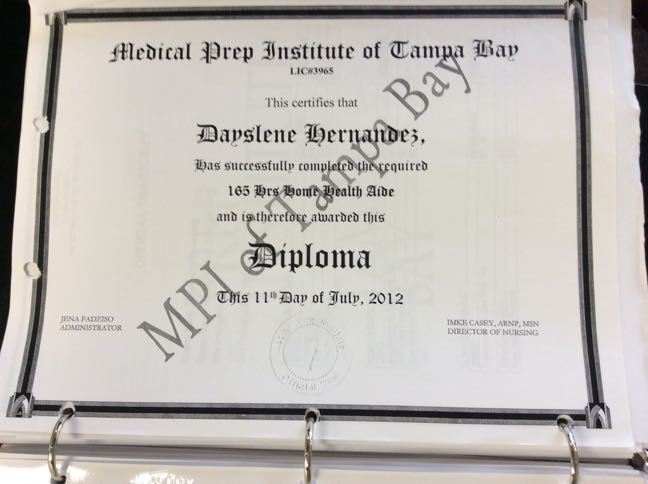 Medical Prep Institute of Tampa Bay
LIC#3965
This certifies that
Dayslene Hernandez,
Has successfully completed the required
165 Hrs Home Health Aide
and is therefore awarded this
Diploma
This 11th Day of July, 2012
JENA FADZISO
ADMINISTRATOR
IMKE CASEY, ARNP, MSN
DIRECTOR OF NURSING
MPI of Tampa Bay